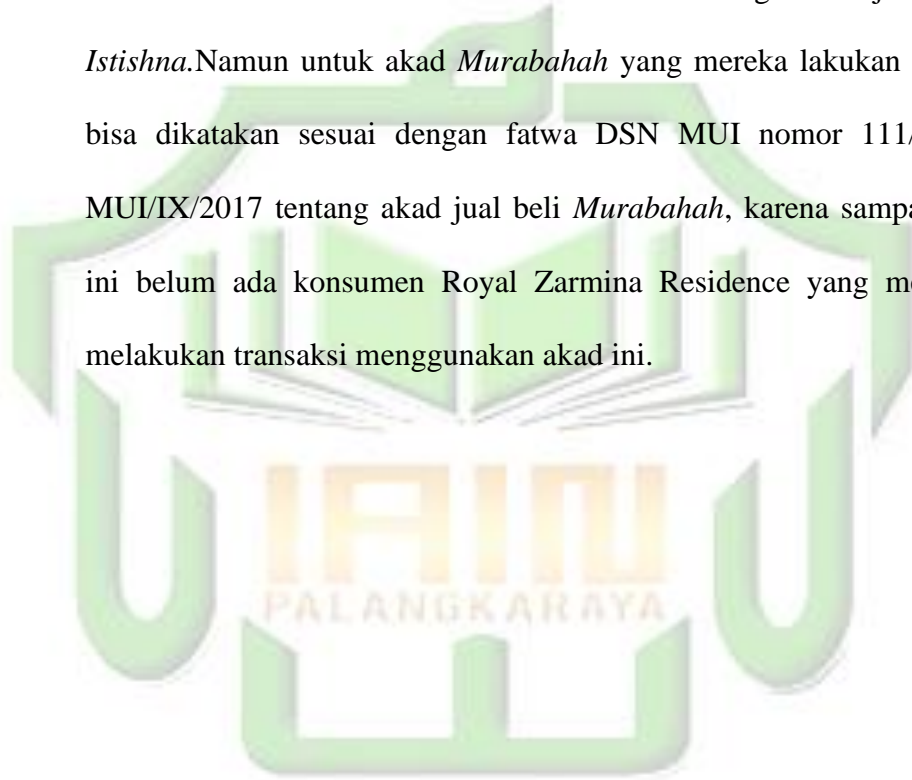 Istishna.Namun untuk akad Murabahah yang mereka lakukan
bisa dikatakan sesuai dengan fatwa DSN MUI nomor 111/
MUI/IX/2017 tentang akad jual beli Murabahah, karena
ini belum ada konsumen Royal Zarmina Residence yang
melakukan transaksi menggunakan akad ini.
IAIN
PALANGKARAYA